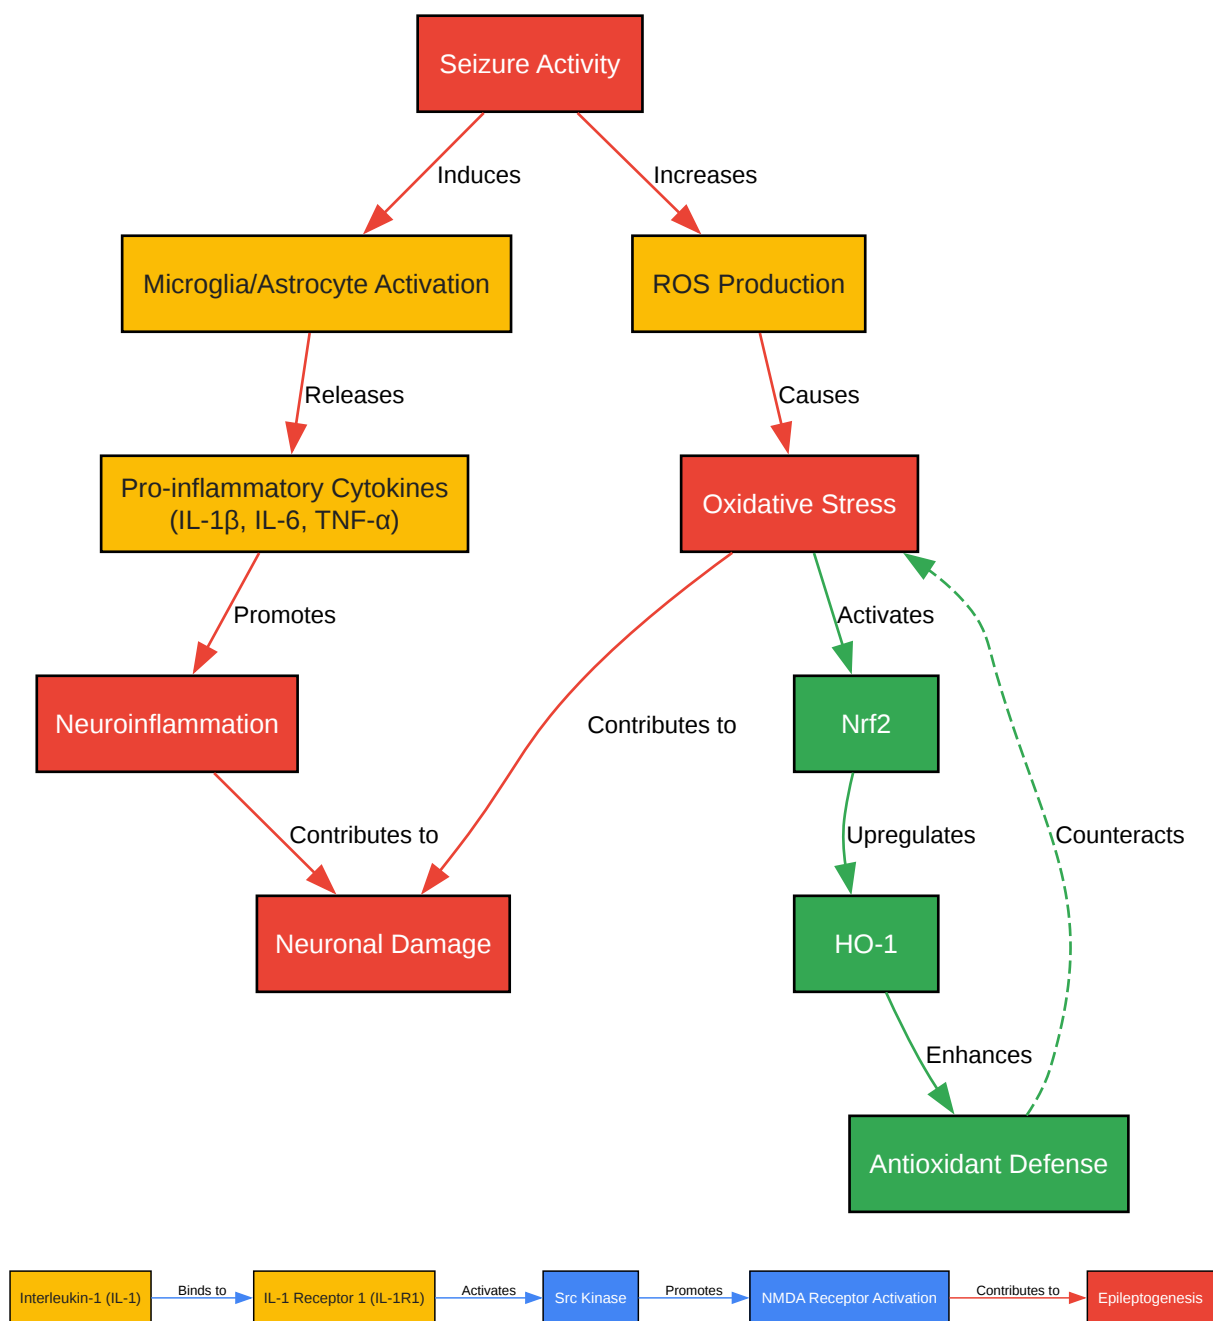 Seizure Activity
Induces
Increases
Microglia/Astrocyte Activation
ROS Production
Releases
Causes
Pro-inflammatory Cytokines
(IL-1β, IL-6, TNF-α)
Oxidative Stress
Promotes
Activates
Neuroinflammation
Contributes to
Nrf2
Contributes to
Upregulates
Counteracts
Neuronal Damage
HO-1
Enhances
Antioxidant Defense
Interleukin-1 (IL-1)
Binds to
IL-1 Receptor 1 (IL-1R1)
Activates
Src Kinase
Promotes
NMDA Receptor Activation
Contributes to
Epileptogenesis